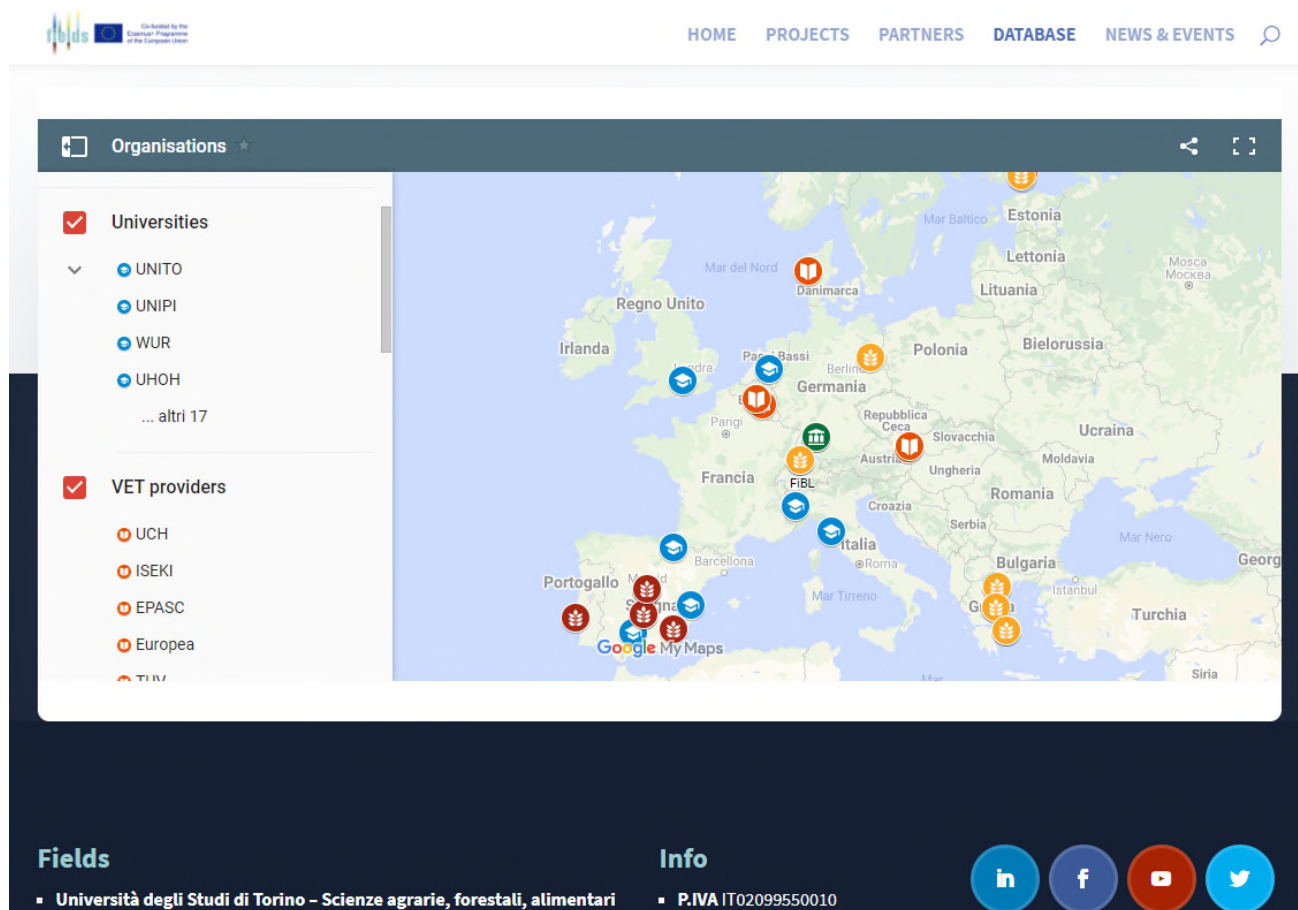 fields
Co-funded by the
Erasmus+ Programme
of the European Union
HOME PROJECTS PARTNERS DATABASE NEWS & EVENTS
Organisations
Universities
UNITO
UNIPI
WUR
UHOH
... altri 17
VET providers
UCH
ISEKI
EPASC
Europea
Mar Baltico
Estonia
Lettonia
Mosca
Москва
Mar del Nord
Danimarca
Lituania
Regno Unito
Irlanda
Bassi
Polonia
Bielorussia
Germania
Parigi
Repubblica
Ceca
Slovacchia
Ucraina
Moldavia
Ungheria
Francia
FiBL
Romania
Croazia
Serbia
Mar Nero
Italia
Roma
Barcellona
Bulgaria
Georg
Portogallo
Istanbul
Mar Tirreno
Turchia
Google My Maps
Siria
Fields
Università degli Studi di Torino – Scienze agrarie, forestali, alimentari
Info
P.IVA IT02099550010